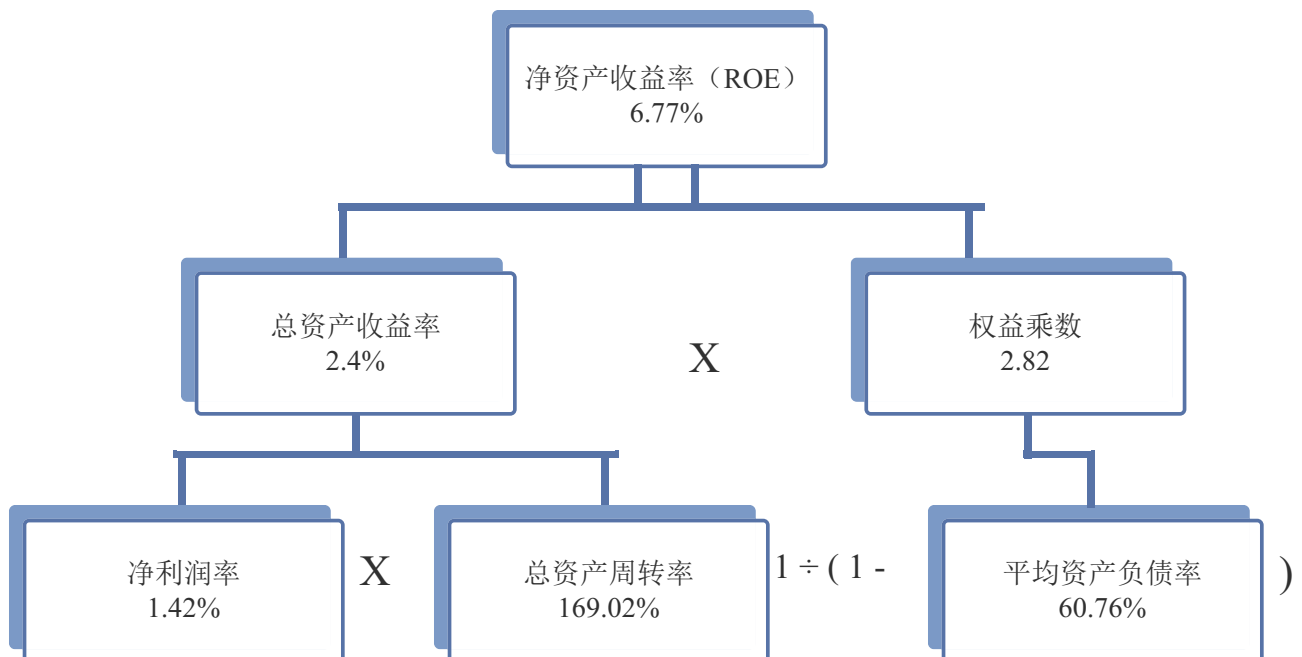 净资产收益率（ROE）
6.77%
总资产收益率
2.4%
X
权益乘数
2.82
净利润率
1.42%
X
总资产周转率
169.02%
1 ÷ ( 1 -
平均资产负债率
60.76%
)